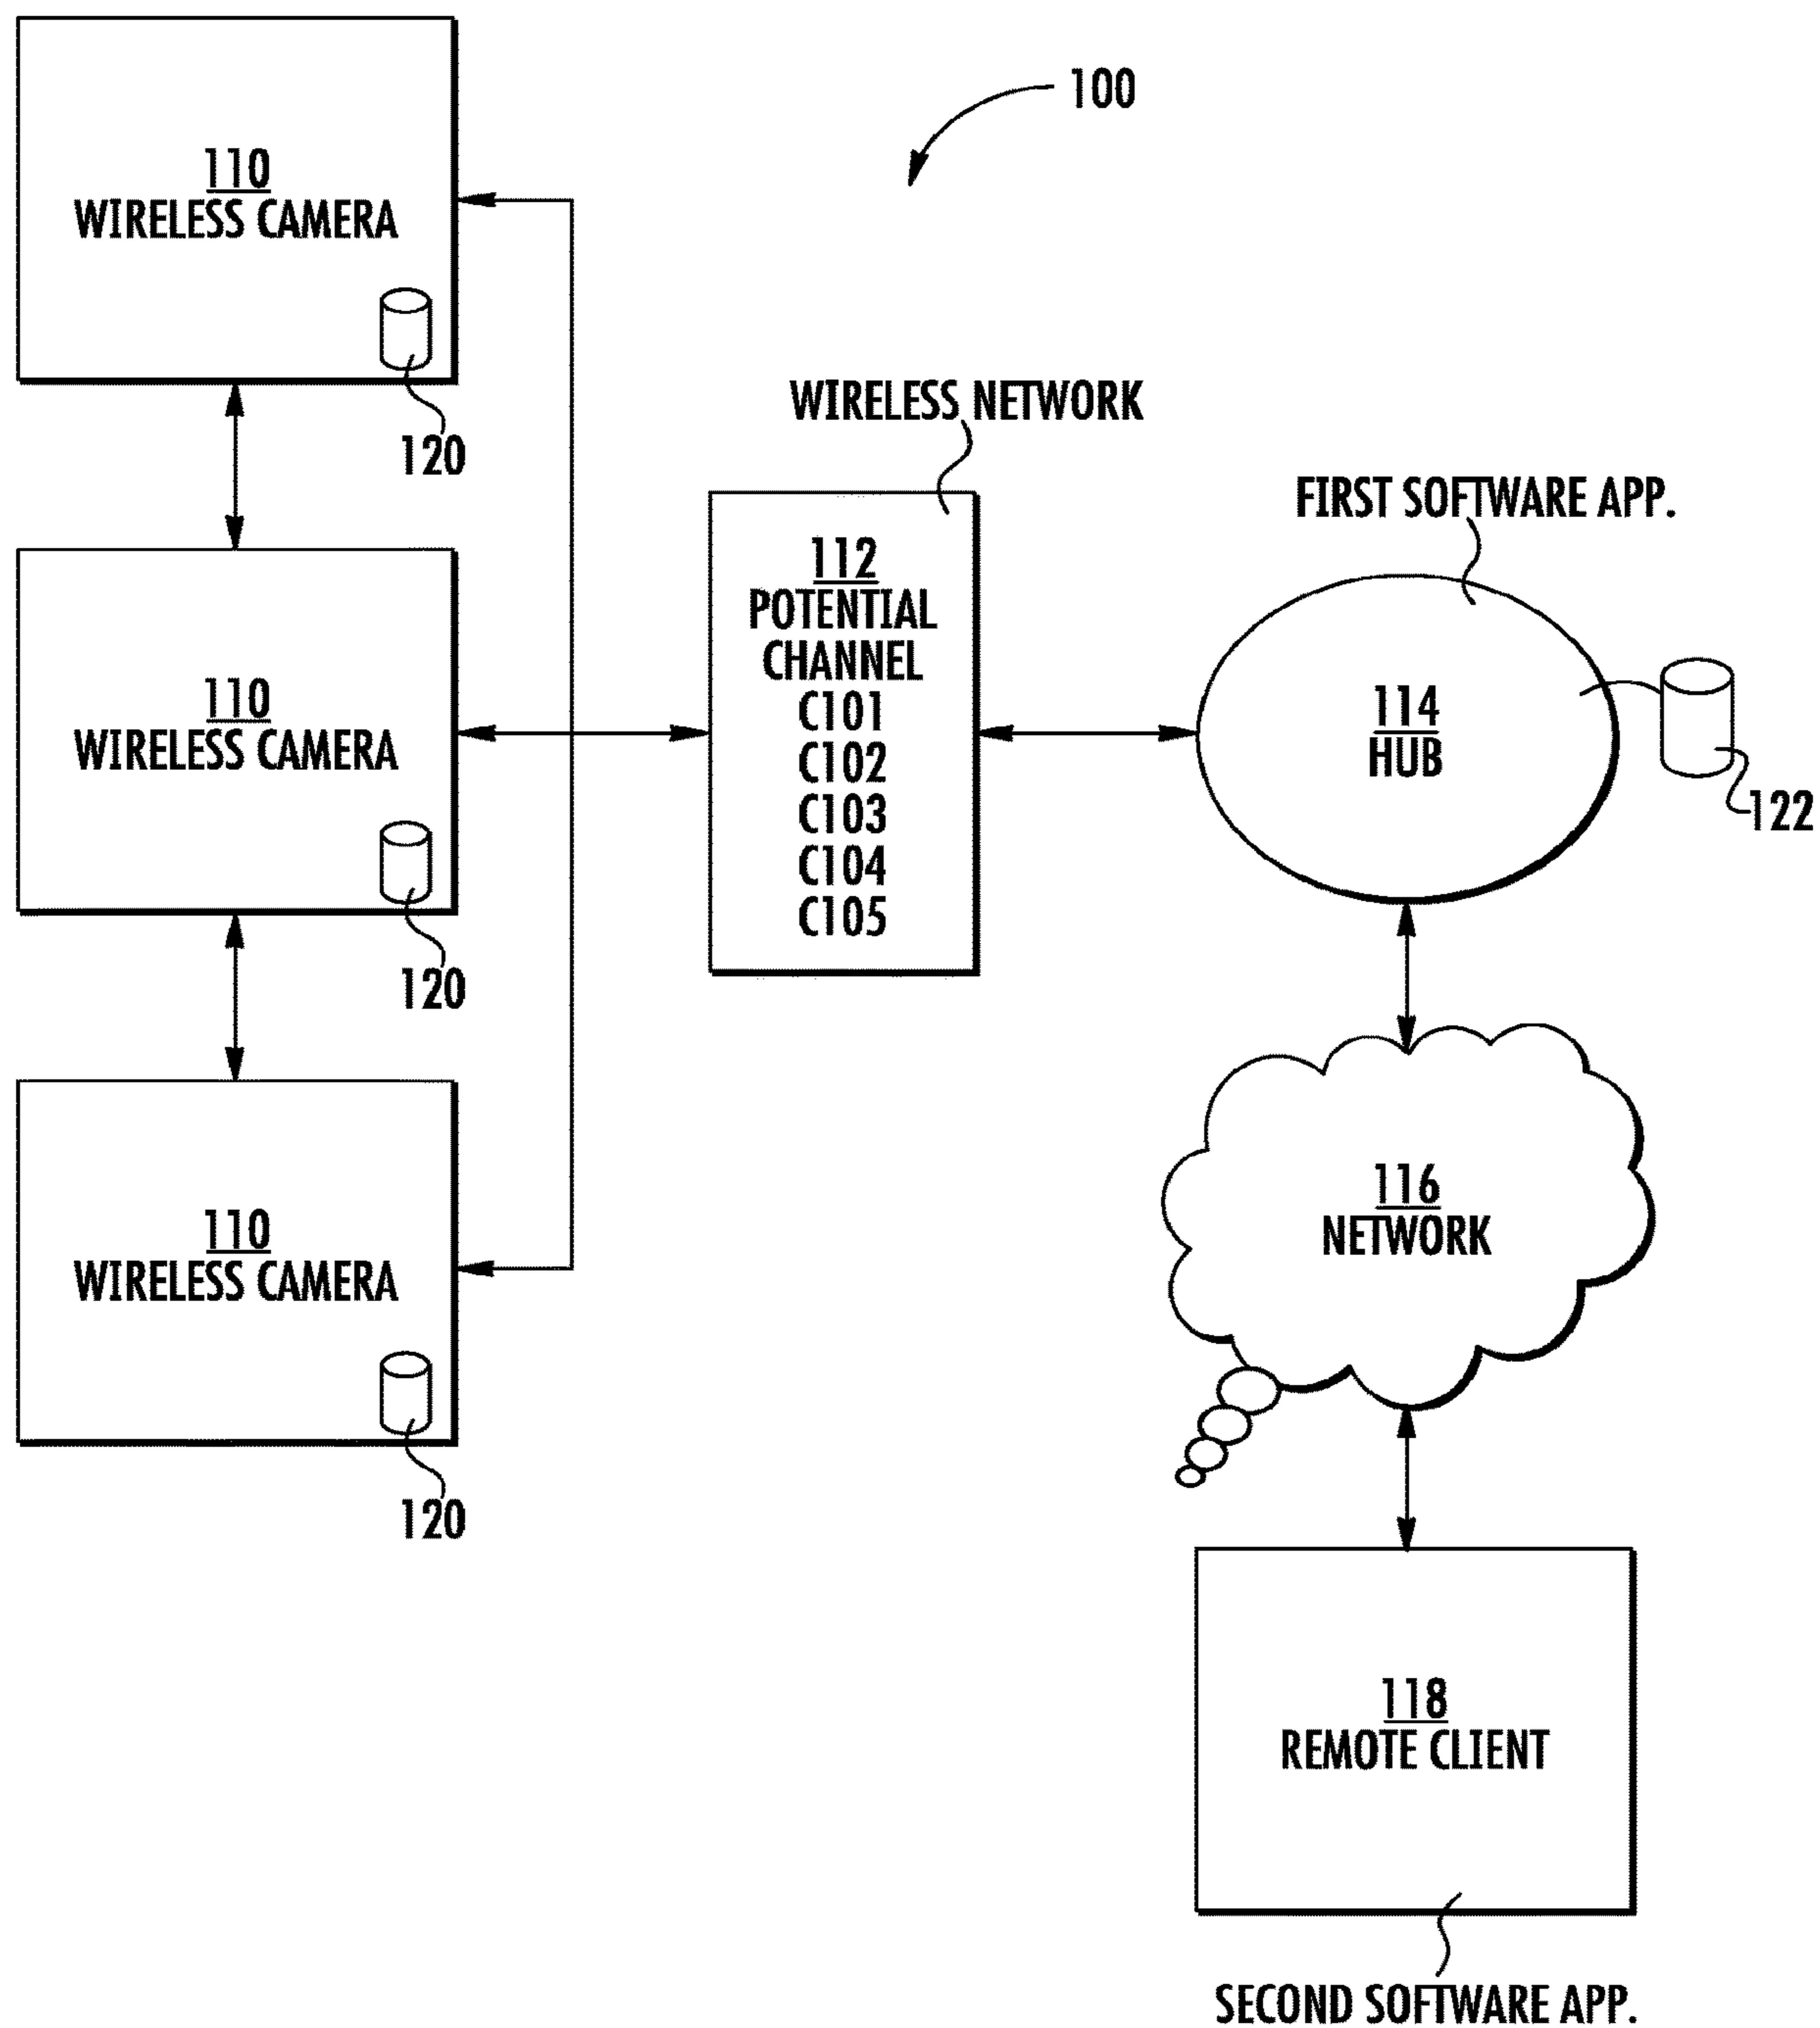 100
110
WIRELESS CAMERA
120
WIRELESS NETWORK
FIRST SOFTWARE APP.
112
POTENTIAL
CHANNEL
C101
C102
C103
C104
C105
110
WIRELESS CAMERA
120
114
HUB
122
116
NETWORK
110
WIRELESS CAMERA
120
118
REMOTE CLIENT
SECOND SOFTWARE APP.